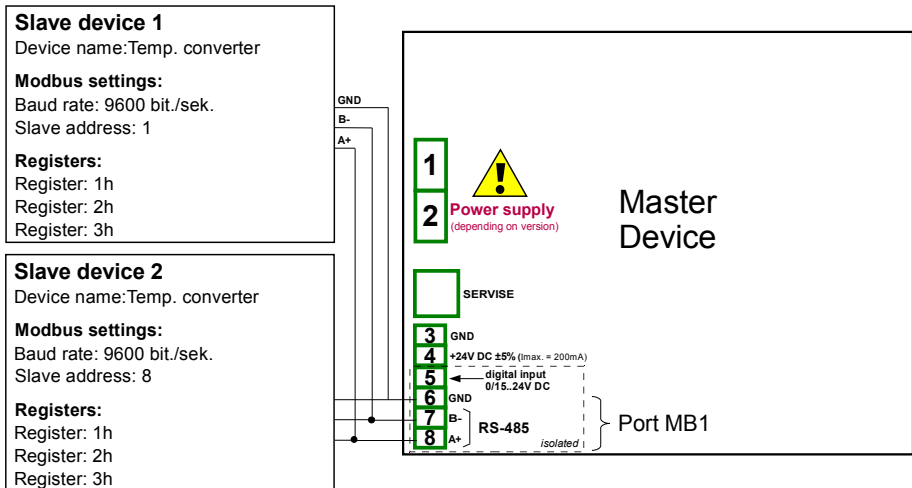 Slave device 1
Device name:Temp. converter
Modbus settings:
Baud rate: 9600 bit./sek.
Slave address: 1
Registers:
Register: 1h
Register: 2h
Register: 3h
GND
B-
A+
Slave device 2
Device name:Temp. converter
Modbus settings:
Baud rate: 9600 bit./sek.
Slave address: 8
Registers:
Register: 1h
Register: 2h
Register: 3h
1
2
!
Power supply
(depending on version)
Master
Device
SERVISE
3 GND
4 +24V DC ±5% (Imax. = 200mA)
5 digital input
0/15..24V DC
6 GND
7 B-
8 A+
RS-485
isolated
Port MB1